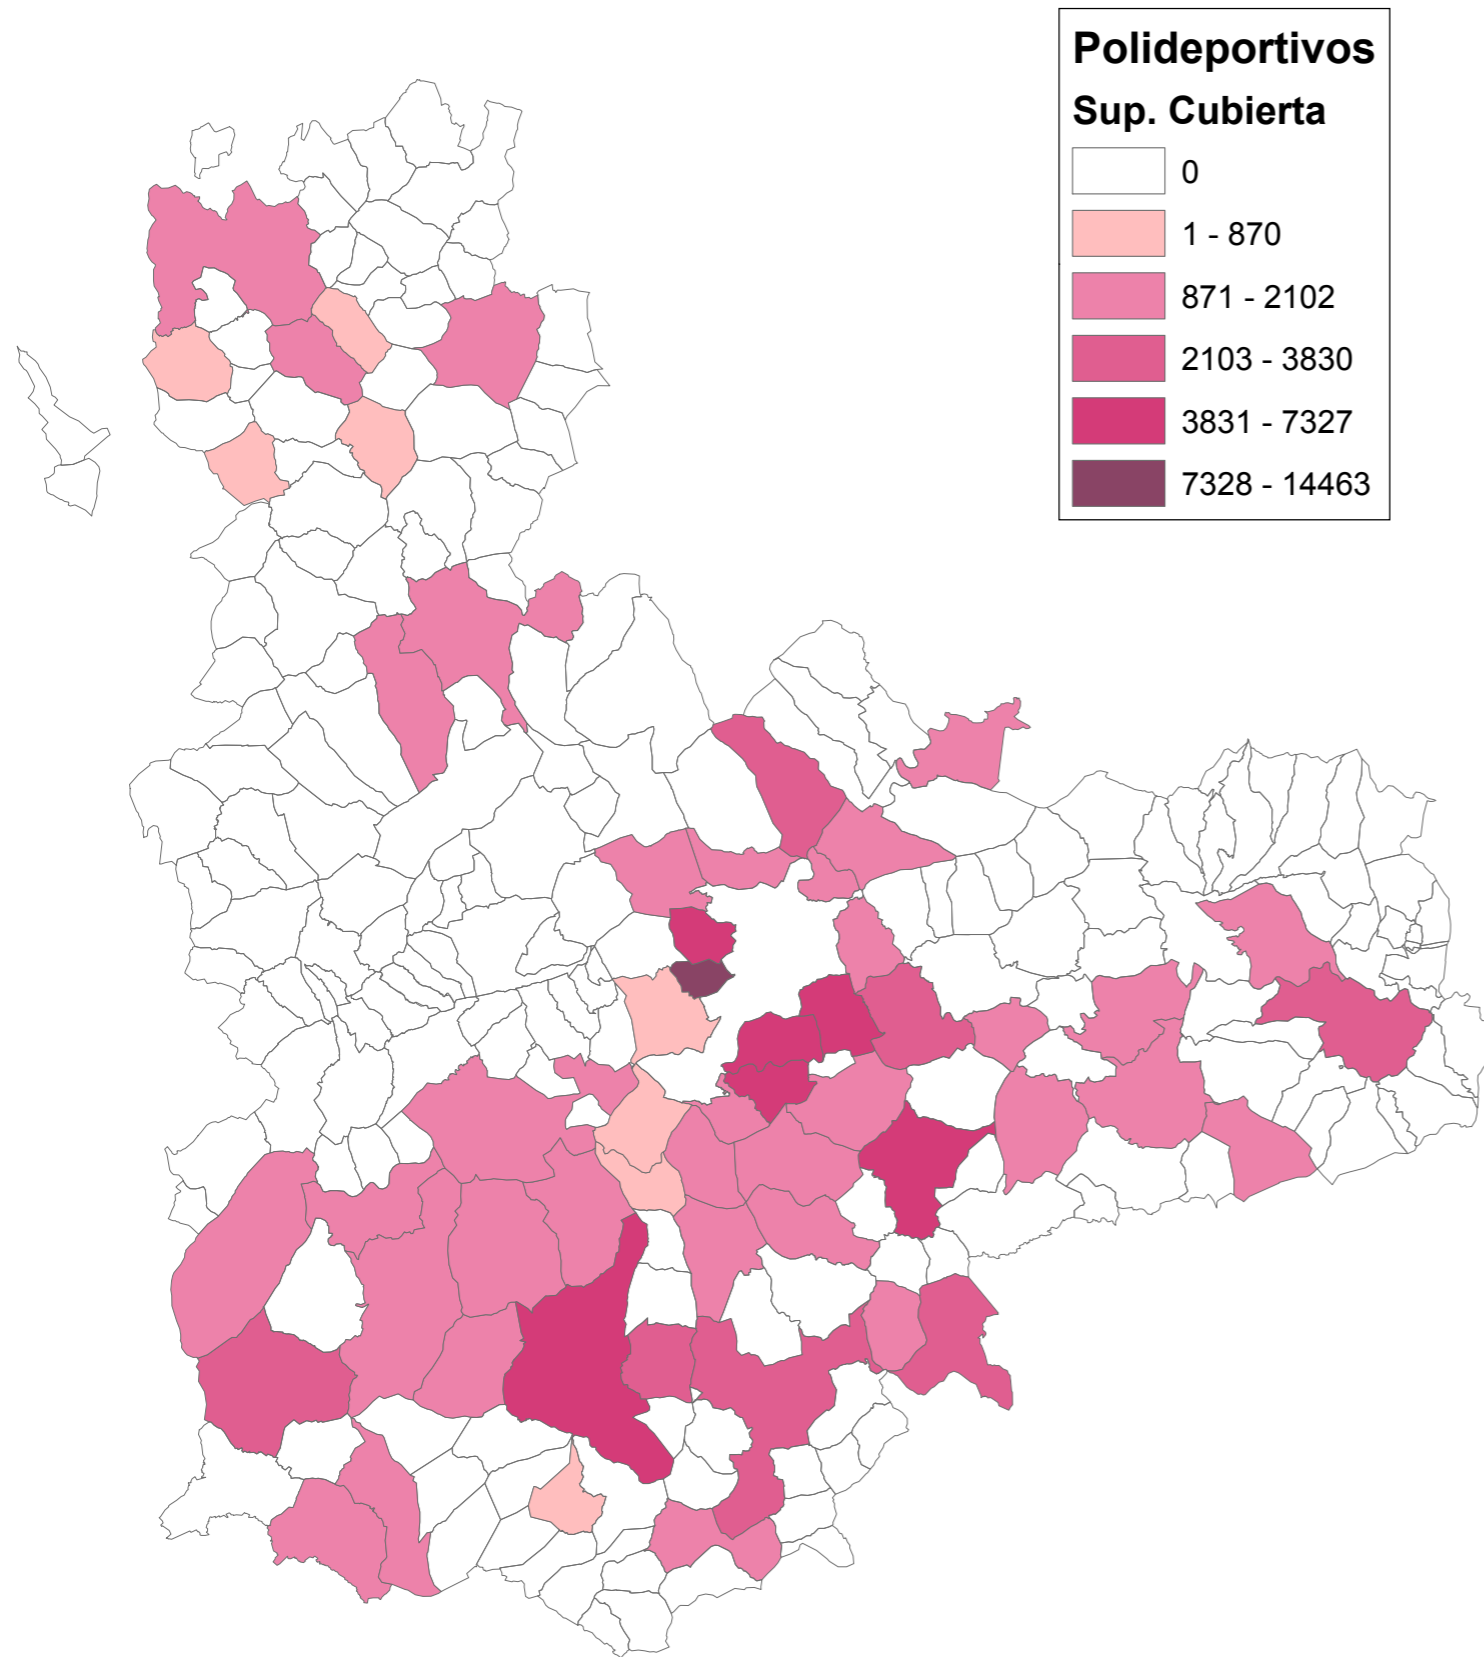 Polideportivos
Sup. Cubierta
0
1 - 870
871 - 2102
2103 - 3830
3831 - 7327
7328 - 14463